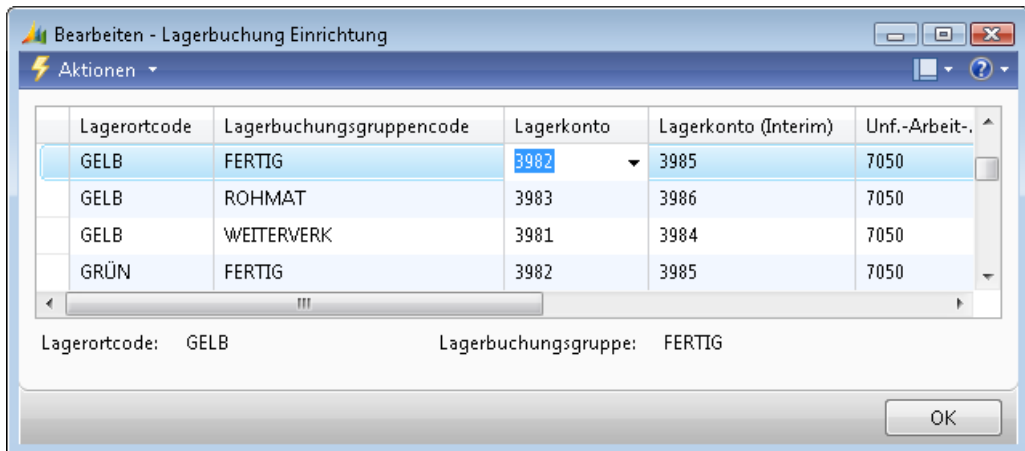 Bearbeiten - Lagerbuchung Einrichtung
Aktionen
Lagerortcode Lagerbuchungsgruppencode Lagerkonto Lagerkonto (Interim) Unf.-Arbeit-.
GELB FERTIG 3982 3985 7050
GELB ROHMAT 3983 3986 7050
GELB WEITERVERK 3981 3984 7050
GRÜN FERTIG 3982 3985 7050
Lagerortcode: GELB Lagerbuchungsgruppe: FERTIG
OK